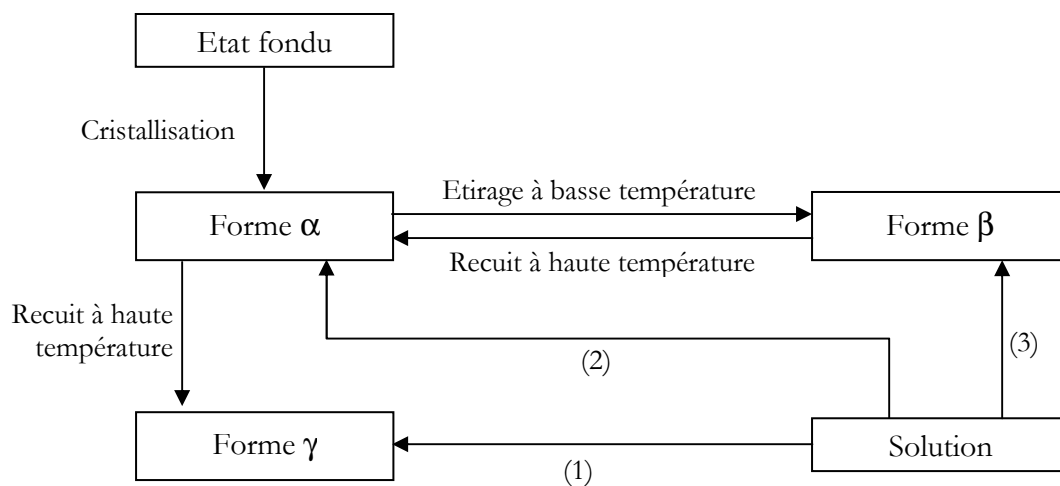 Etat fondu
Cristallisation
Etirage à basse température
Forme α
Forme β
Recuit à haute température
Recuit à haute
température
(2)
(3)
Forme γ
Solution
(1)